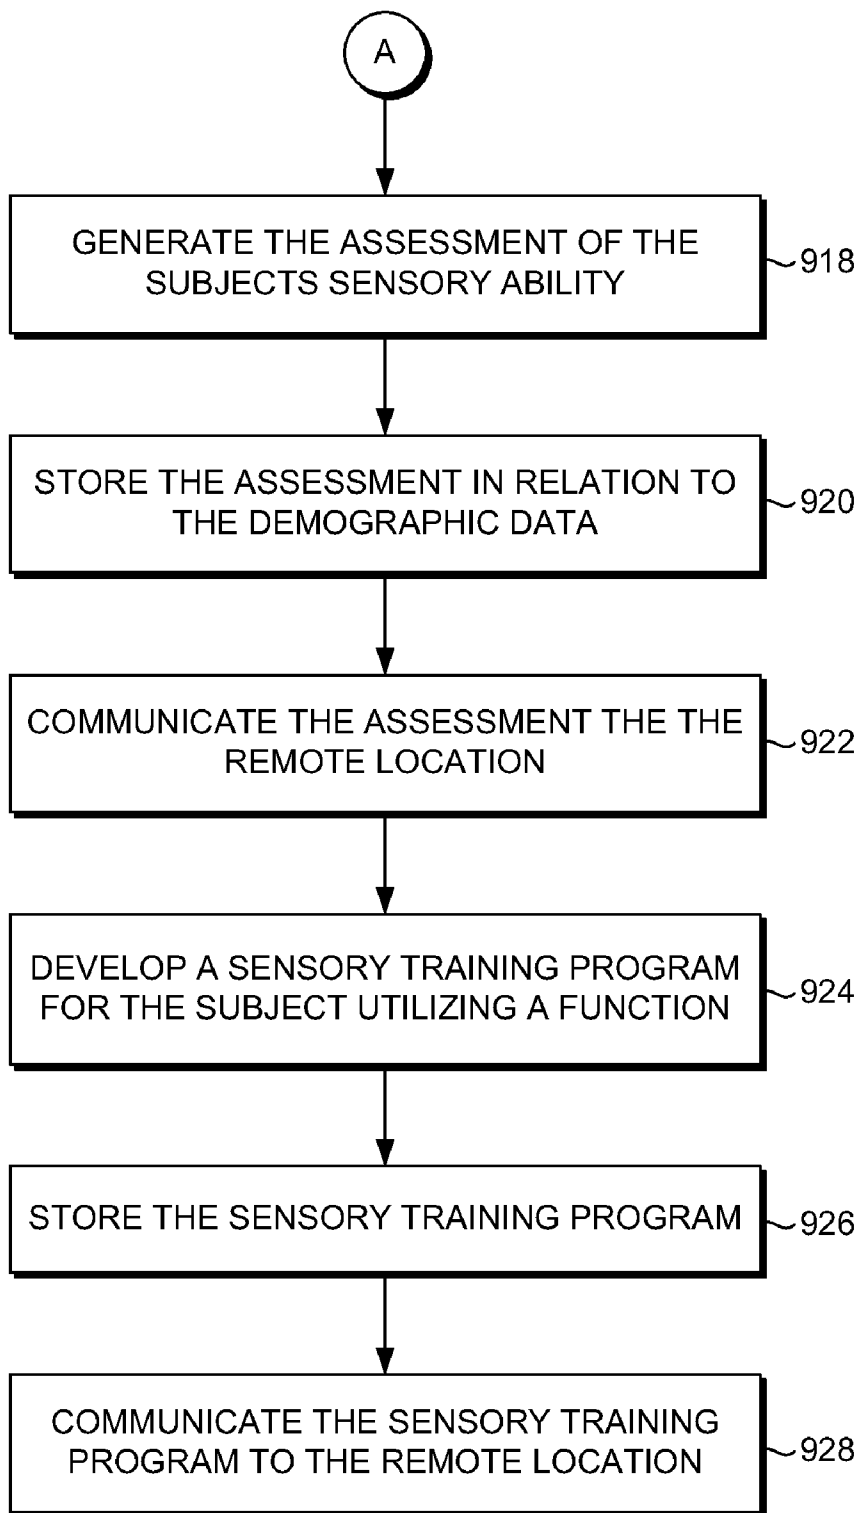 A
GENERATE THE ASSESSMENT OF THE
SUBJECTS SENSORY ABILITY
918
STORE THE ASSESSMENT IN RELATION TO
THE DEMOGRAPHIC DATA
920
COMMUNICATE THE ASSESSMENT THE THE
REMOTE LOCATION
922
DEVELOP A SENSORY TRAINING PROGRAM
FOR THE SUBJECT UTILIZING A FUNCTION
924
STORE THE SENSORY TRAINING PROGRAM
926
COMMUNICATE THE SENSORY TRAINING
PROGRAM TO THE REMOTE LOCATION
928